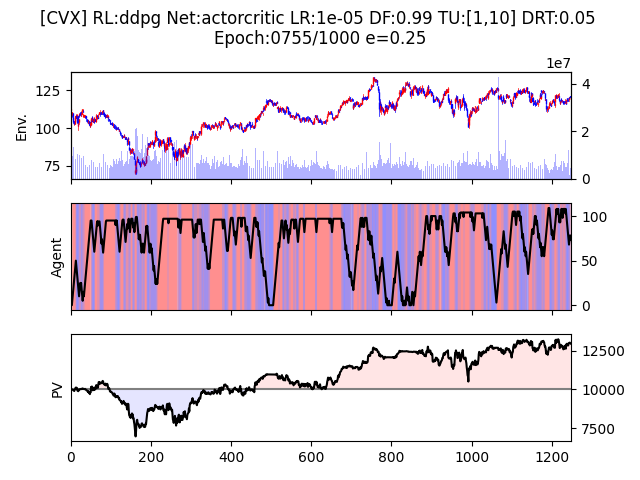 [CVX] RL:ddpg Net:actorcritic LR:1e-05 DF:0.99 TU:[1,10] DRT:0.05
Epoch:0755/1000 e=0.25
1e7
125
100
75
Env.
4
2
0
Agent
100
50
0
PV
12500
10000
7500
0 200 400 600 800 1000 1200